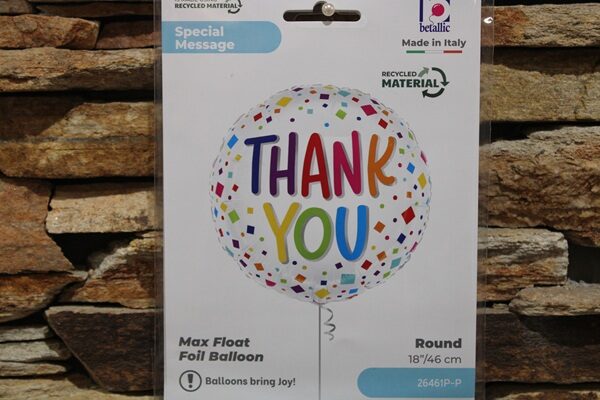 RECYCLED MATERIAL
Special
Message
betallic
Made in Italy
RECYCLED
MATERIAL
THANK
YOU
Max Float
Foil Balloon
Balloons bring Joy!
Round
18"/46 cm
26461P-P